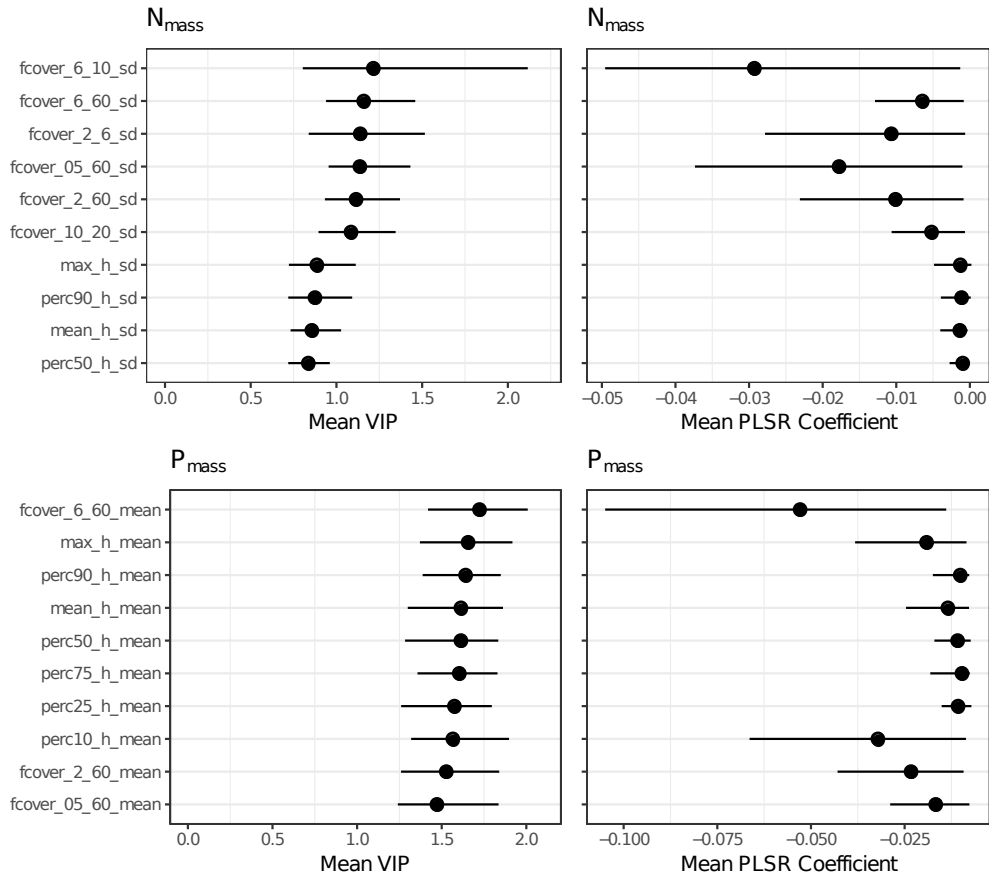 N_mass
N_mass
fcover_6_10_sd
fcover_6_60_sd
fcover_2_6_sd
fcover_05_60_sd
fcover_2_60_sd
fcover_10_20_sd
max_h_sd
perc90_h_sd
mean_h_sd
perc50_h_sd
0.0 0.5 1.0 1.5 2.0
Mean VIP
−0.05 −0.04 −0.03 −0.02 −0.01 0.00
Mean PLSR Coefficient
P_mass
P_mass
fcover_6_60_mean
max_h_mean
perc90_h_mean
mean_h_mean
perc50_h_mean
perc75_h_mean
perc25_h_mean
perc10_h_mean
fcover_2_60_mean
fcover_05_60_mean
0.0 0.5 1.0 1.5 2.0
Mean VIP
−0.100 −0.075 −0.050 −0.025
Mean PLSR Coefficient